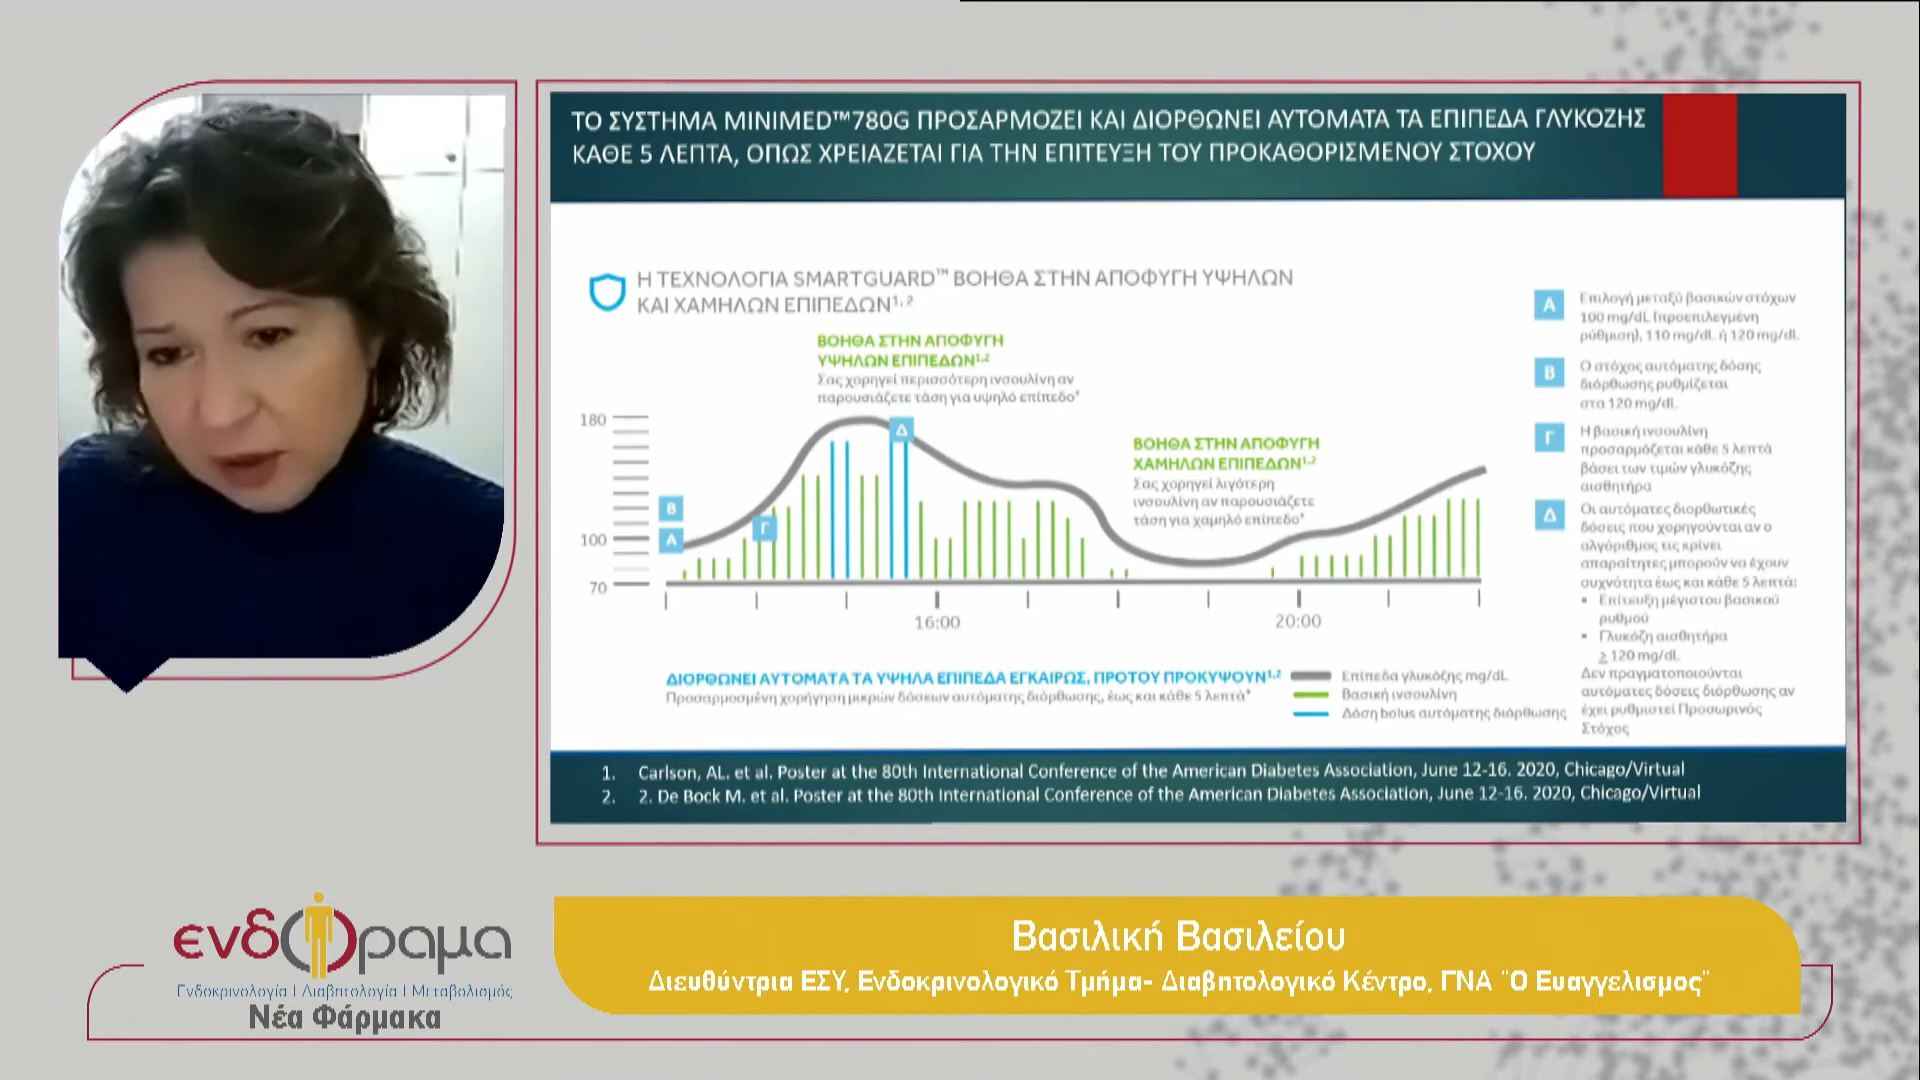 ΤΟ ΣΥΣΤΗΜΑ MINIMED™780G ΠΡΟΣΑΡΜΟΖΕΙ ΚΑΙ ΔΙΟΡΘΩΝΕΙ ΑΥΤΟΜΑΤΑ ΤΑ ΕΠΙΠΕΔΑ ΓΛΥΚΟΖΗΣ
ΚΑΘΕ 5 ΛΕΠΤΑ, ΟΠΩΣ ΧΡΕΙΑΖΕΤΑΙ ΓΙΑ ΤΗΝ ΕΠΙΤΕΥΞΗ ΤΟΥ ΠΡΟΚΑΘΟΡΙΣΜΕΝΟΥ ΣΤΟΧΟΥ
Η ΤΕΧΝΟΛΟΓΙΑ SMARTGUARD™ ΒΟΗΘΑ ΣΤΗΝ ΑΠΟΦΥΓΗ ΥΨΗΛΩΝ
ΚΑΙ ΧΑΜΗΛΩΝ ΕΠΙΠΕΔΩΝ1, 2
ΒΟΗΘΑ ΣΤΗΝ ΑΠΟΦΥΓΗ
ΥΨΗΛΩΝ ΕΠΙΠΕΔΩΝ1,2
Σας χορηγεί περισσότερη ινσουλίνη αν
παρουσιάζετε τάση για υψηλό επίπεδο*
ΒΟΗΘΑ ΣΤΗΝ ΑΠΟΦΥΓΗ
ΧΑΜΗΛΩΝ ΕΠΙΠΕΔΩΝ1,2
Σας χορηγεί λιγότερη
ινσουλίνη αν παρουσιάζετε
τάση για χαμηλό επίπεδο*
180
100
70
Β
Α
Γ
Δ
16:00
20:00
ΔΙΟΡΘΩΝΕΙ ΑΥΤΟΜΑΤΑ ΤΑ ΥΨΗΛΑ ΕΠΙΠΕΔΑ ΕΓΚΑΙΡΩΣ, ΠΡΟΤΟΥ ΠΡΟΚΥΨΟΥΝ1,2
Προσαρμοσμένη χορήγηση μικρών δόσεων αυτόματης διόρθωσης, έως και κάθε 5 λεπτά*
Επίπεδα γλυκόζης mg/dL
Βασική ινσουλίνη
Δόση bolus αυτόματης διόρθωσης
Α
Επιλογή μεταξύ βασικών στόχων
100 mg/dL (προεπιλεγμένη
ρύθμιση), 110 mg/dL ή 120 mg/dL
Β
Ο στόχος αυτόματης δόσης
διόρθωσης ρυθμίζεται
στα 120 mg/dL
Γ
Η βασική ινσουλίνη
προσαρμόζεται κάθε 5 λεπτά
βάσει των τιμών γλυκόζης
αισθητήρα
Δ
Οι αυτόματες διορθωτικές
δόσεις που χορηγούνται αν ο
αλγόριθμος τις κρίνει
απαραίτητες μπορούν να έχουν
συχνότητα έως και κάθε 5 λεπτά:
▪ Επίτευξη μέγιστου βασικού
ρυθμού
▪ Γλυκόζη αισθητήρα
≥ 120 mg/dL
Δεν πραγματοποιούνται
αυτόματες δόσεις διόρθωσης αν
έχει ρυθμιστεί Προσωρινός
Στόχος
1. Carlson, AL. et al. Poster at the 80th International Conference of the American Diabetes Association, June 12-16. 2020, Chicago/Virtual
2. 2. De Bock M. et al. Poster at the 80th International Conference of the American Diabetes Association, June 12-16. 2020, Chicago/Virtual
ενδόραμα
Ενδοκρινολογία | Διαβητολογία | Μεταβολισμός
Νέα Φάρμακα
Βασιλική Βασιλείου
Διευθύντρια ΕΣΥ, Ενδοκρινολογικό Τμήμα- Διαβητολογικό Κέντρο, ΓΝΑ "Ο Ευαγγελισμος"